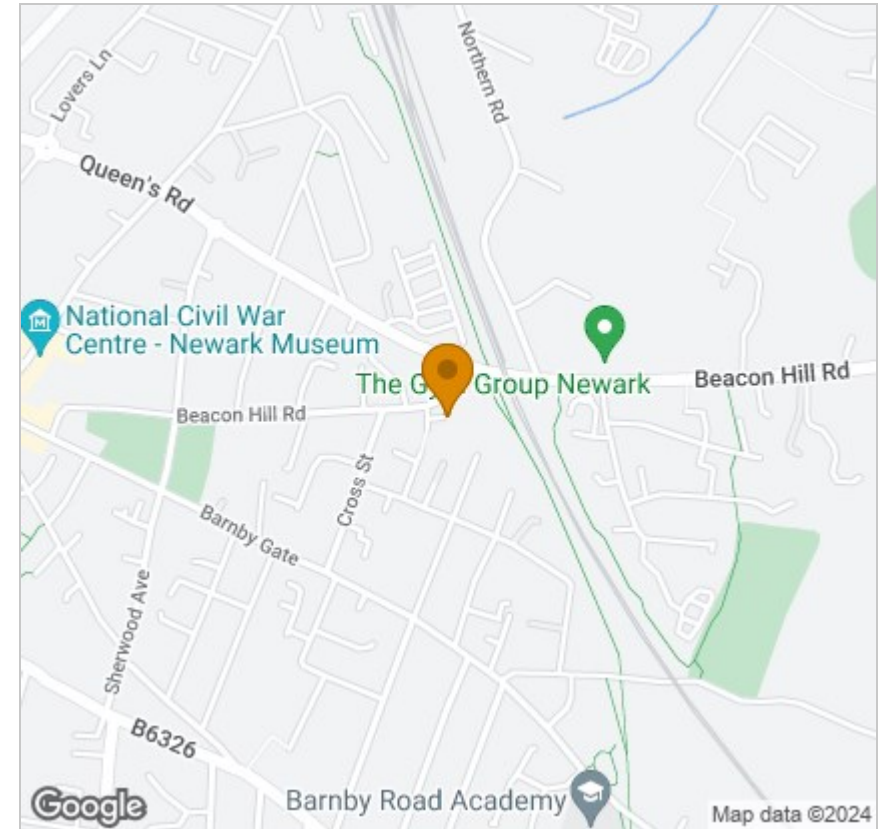 Lovers Ln
Northern Rd
Queen's Rd
National Civil War
Centre - Newark Museum
The Group Newark
Beacon Hill Rd
Beacon Hill Rd
Cross St
Barnby Gate
Sherwood Ave
B6326
Barnby Road Academy
Google
Map data ©2024